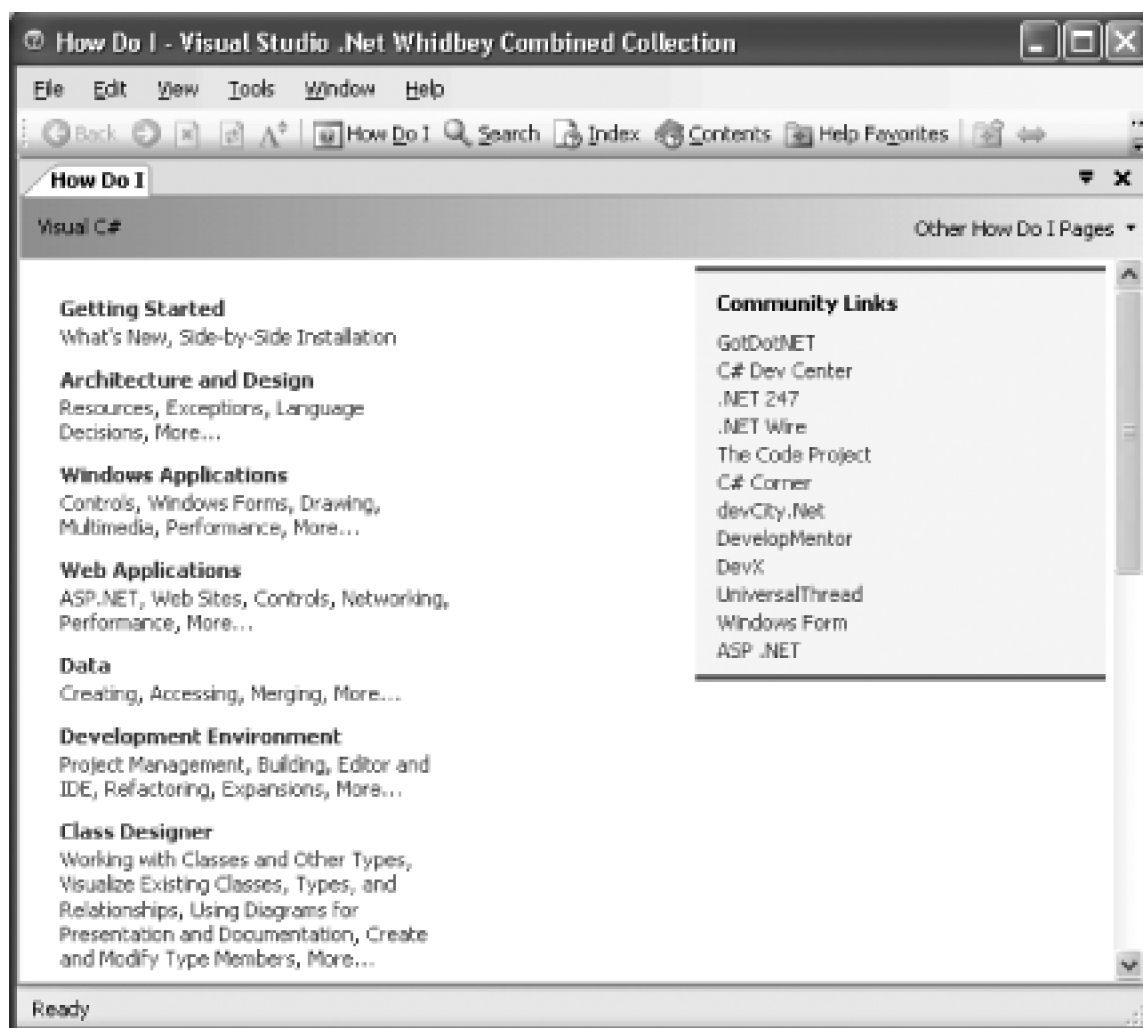 How Do I - Visual Studio .Net Whidbey Combined Collection
File Edit View Tools Window Help
Back How Do I Search Index Contents Help Favorites
How Do I
Visual C#
Other How Do I Pages
Getting Started
What's New, Side-by-Side Installation
Architecture and Design
Resources, Exceptions, Language
Decisions, More...
Windows Applications
Controls, Windows Forms, Drawing,
Multimedia, Performance, More...
Web Applications
ASP.NET, Web Sites, Controls, Networking,
Performance, More...
Data
Creating, Accessing, Merging, More...
Development Environment
Project Management, Building, Editor and
IDE, Refactoring, Expansions, More...
Class Designer
Working with Classes and Other Types,
Visualize Existing Classes, Types, and
Relationships, Using Diagrams for
Presentation and Documentation, Create
and Modify Type Members, More...
Community Links
GotDotNET
C# Dev Center
.NET 247
.NET Wire
The Code Project
C# Corner
devCity.Net
DevelopMentor
DevX
UniversalThread
Windows Form
ASP .NET
Ready